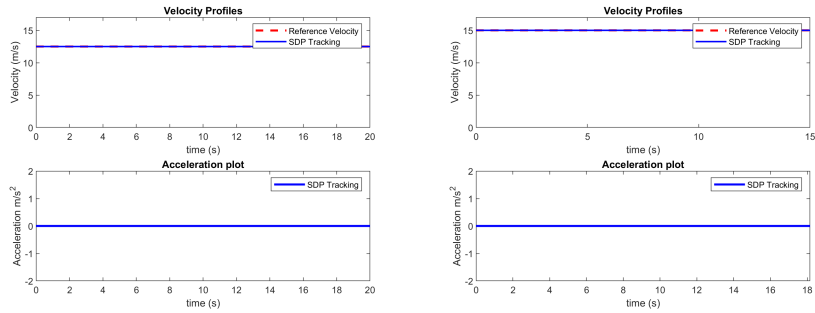 Velocity Profiles
Velocity (m/s)
15
10
5
0
Reference Velocity
SDP Tracking
0 2 4 6 8 10 12 14 16 18 20
time (s)
Velocity Profiles
Velocity (m/s)
15
10
5
0
Reference Velocity
SDP Tracking
0 5 10 15
time (s)
Acceleration plot
Acceleration m/s²
2
1
0
-1
-2
SDP Tracking
0 2 4 6 8 10 12 14 16 18 20
time (s)
Acceleration plot
Acceleration m/s²
2
1
0
-1
-2
SDP Tracking
0 2 4 6 8 10 12 14 16 18
time (s)